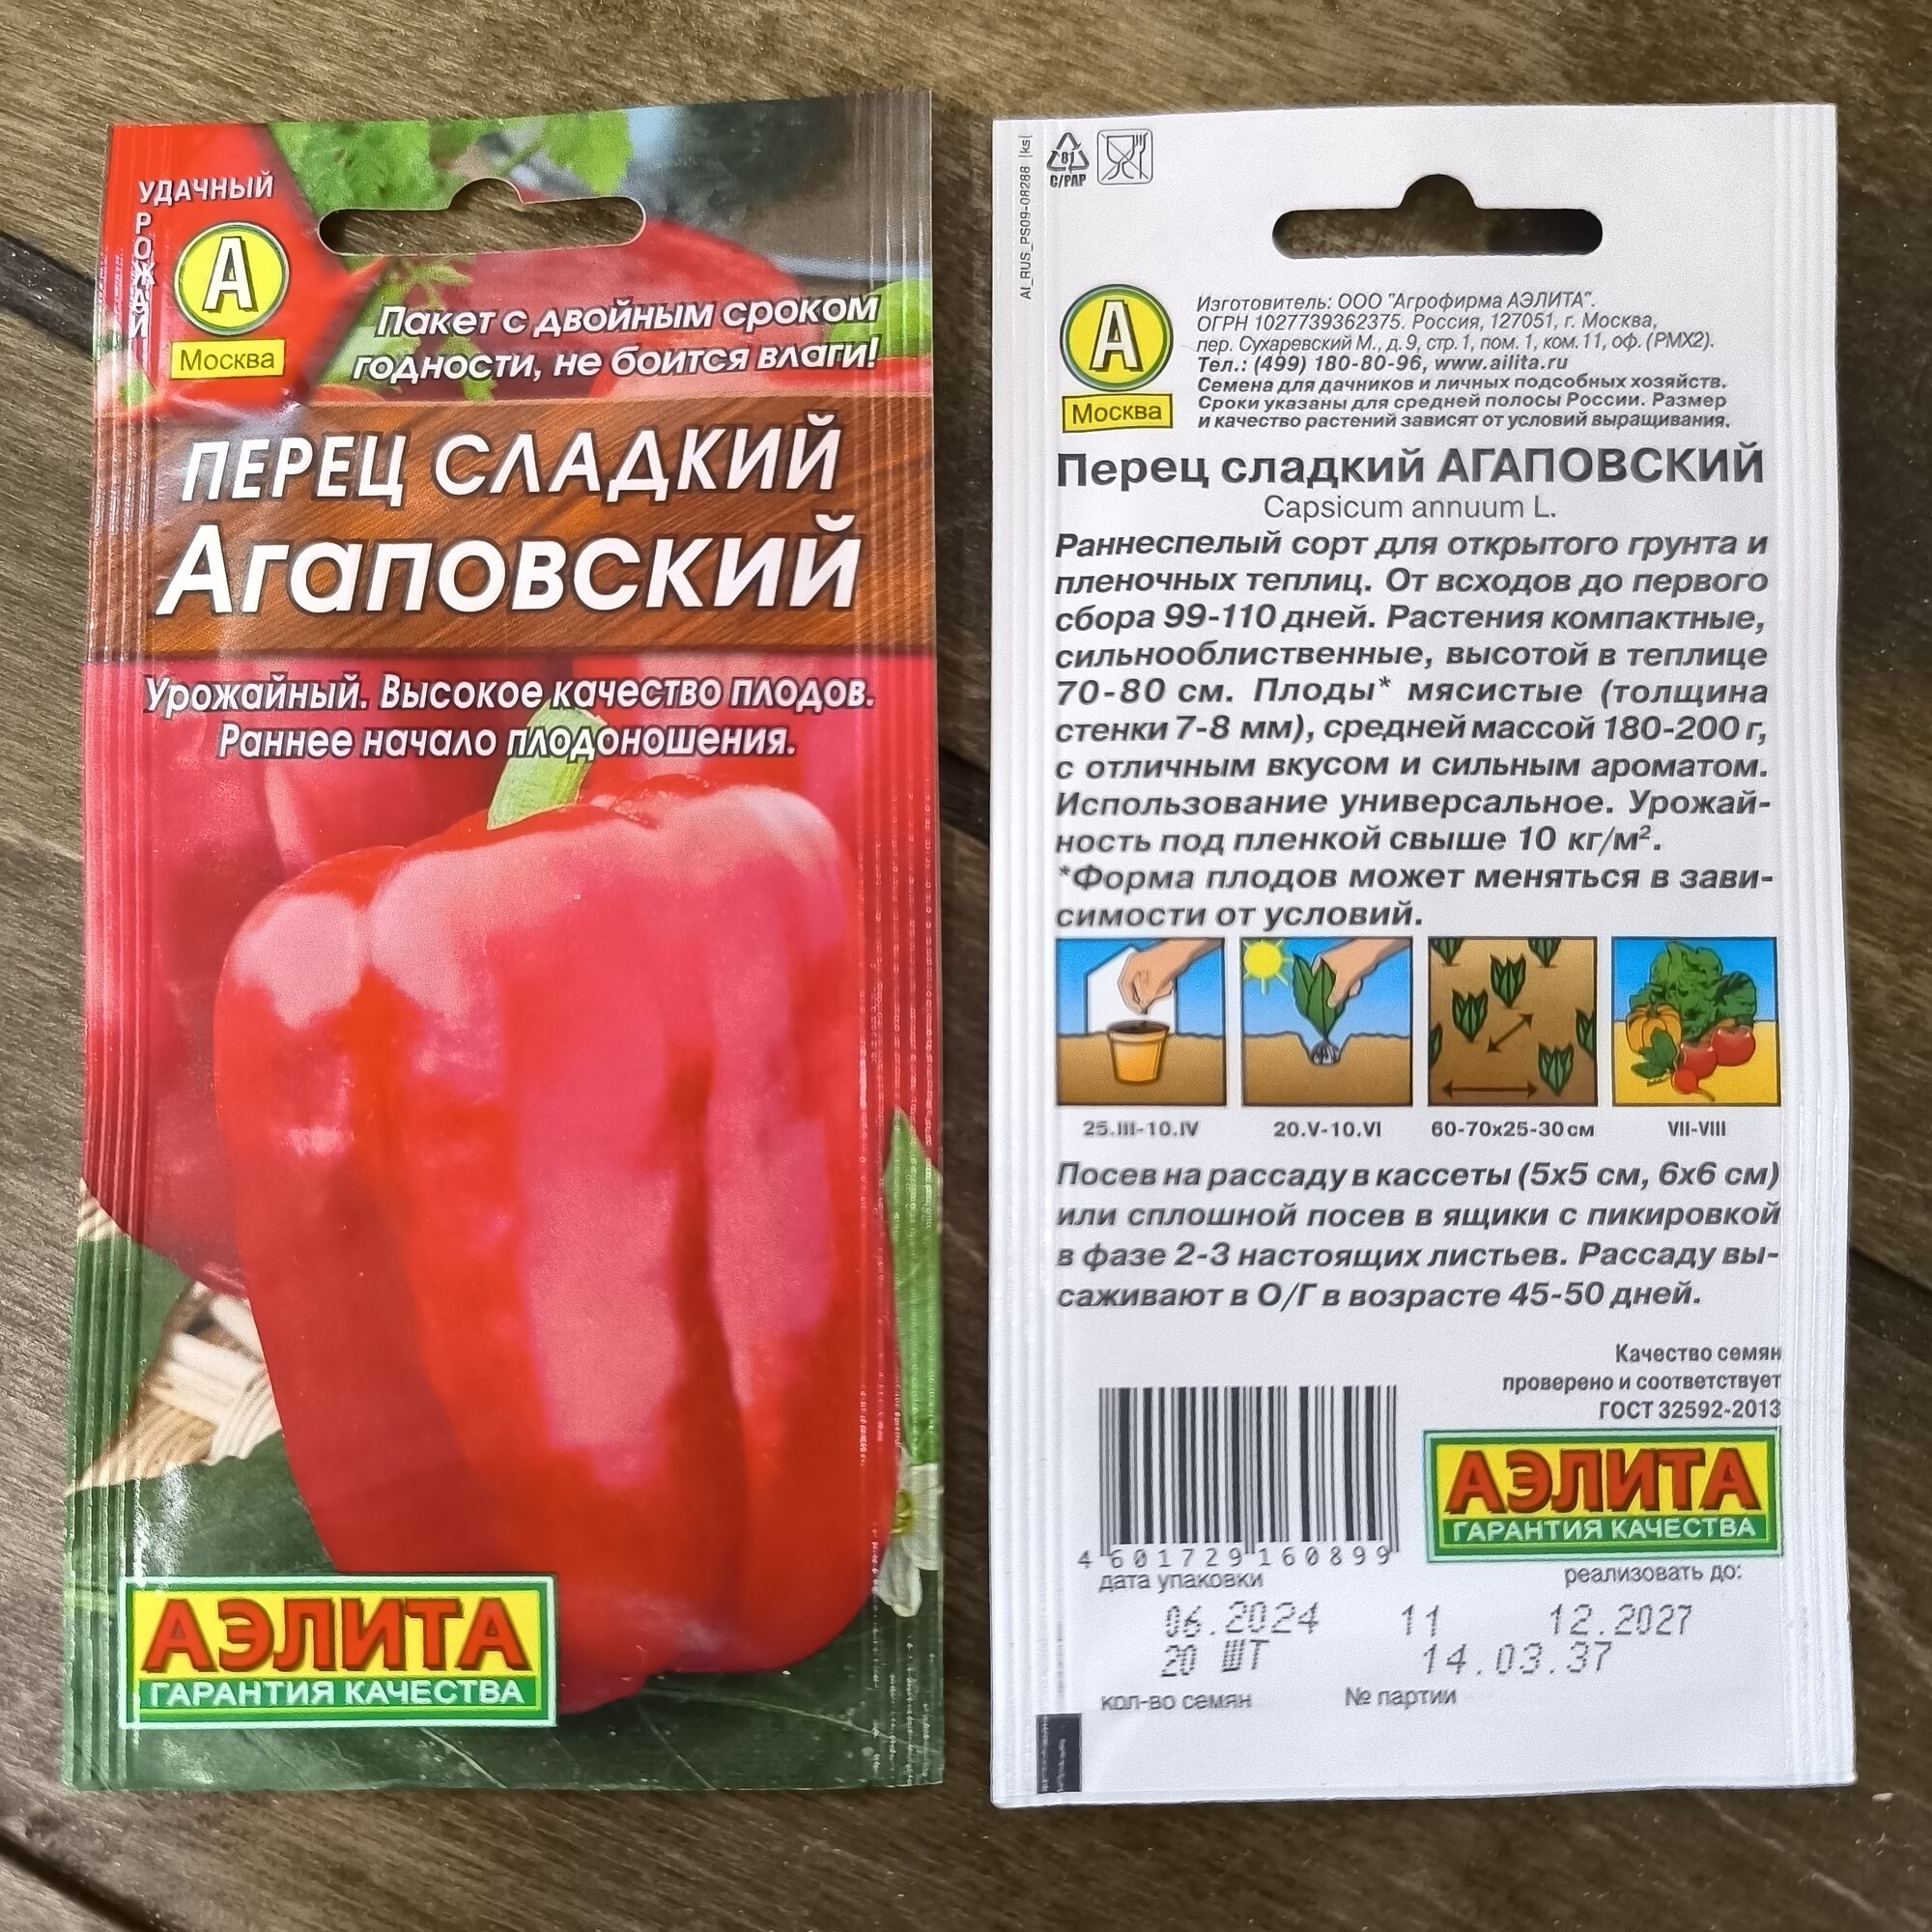 УДАЧНЫЙ
УРОЖАЙ
А
Москва
Пакет с двойным сроком
годности, не боится влаги!
ПЕРЕЦ СЛАДКИЙ
Агаповский
Урожайный. Высокое качество плодов.
Раннее начало плодоношения.
АЭЛИТА
ГАРАНТИЯ КАЧЕСТВА
AI_RUS_PS09-08288 [ks]
81
C/PAP
А
Москва
Изготовитель: ООО "Агрофирма АЭЛИТА".
ОГРН 1027739362375. Россия, 127051, г. Москва,
пер. Сухаревский М., д. 9, стр. 1, пом. 1, ком. 11, оф. (РМХ2).
Тел.: (499) 180-80-96, www.ailita.ru
Семена для дачников и личных подсобных хозяйств.
Сроки указаны для средней полосы России. Размер
и качество растений зависят от условий выращивания.
Перец сладкий АГАПОВСКИЙ
Capsicum annuum L.
Раннеспелый сорт для открытого грунта и
пленочных теплиц. От всходов до первого
сбора 99-110 дней. Растения компактные,
сильнооблиственные, высотой в теплице
70-80 см. Плоды* мясистые (толщина
стенки 7-8 мм), средней массой 180-200 г,
с отличным вкусом и сильным ароматом.
Использование универсальное. Урожай-
ность под пленкой свыше 10 кг/м².
*Форма плодов может меняться в зави-
симости от условий.
25.III-10.IV
20.V-10.VI
60-70x25-30 см
VII-VIII
Посев на рассаду в кассеты (5х5 см, 6х6 см)
или сплошной посев в ящики с пикировкой
в фазе 2-3 настоящих листьев. Рассаду вы-
саживают в О/Г в возрасте 45-50 дней.
Качество семян
проверено и соответствует
ГОСТ 32592-2013
АЭЛИТА
ГАРАНТИЯ КАЧЕСТВА
4 601729 160899
дата упаковки
реализовать до:
06.2024 11 12.2027
20 ШТ 14.03.37
кол-во семян
№ партии